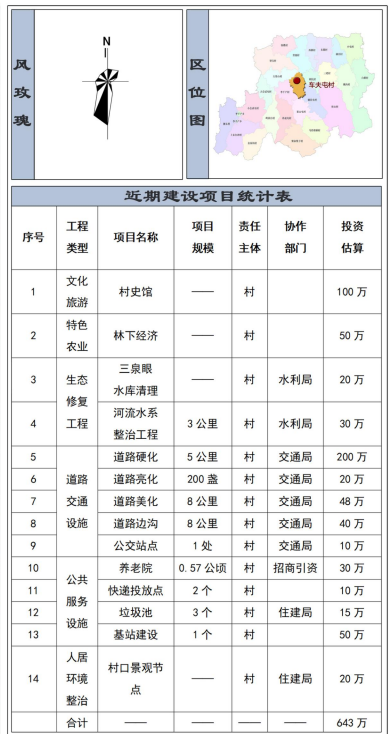 风玫瑰
N
区位图
车夫屯村
近期建设项目统计表
序号 工程类型 项目名称 项目规模 责任主体 协作部门 投资估算
1 文化旅游 村史馆 —— 村 100 万
2 特色农业 林下经济 —— 村 50 万
3 生态修复工程 三泉眼水库清理 —— 村 水利局 20 万
4 河流水系整治工程 3 公里 村 水利局 30 万
5 道路交通设施 道路硬化 5 公里 村 交通局 200 万
6 道路亮化 200 盏 村 交通局 20 万
7 道路美化 8 公里 村 交通局 48 万
8 道路边沟 8 公里 村 交通局 40 万
9 公交站点 1 处 村 交通局 10 万
10 公共服务设施 养老院 0.57 公顷 村 招商引资 30 万
11 快递投放点 2 个 村 10 万
12 垃圾池 3 个 村 住建局 15 万
13 基站建设 1 个 村 50 万
14 人居环境整治 村口景观节点 —— 村 住建局 20 万
合计 —— —— —— —— 643 万